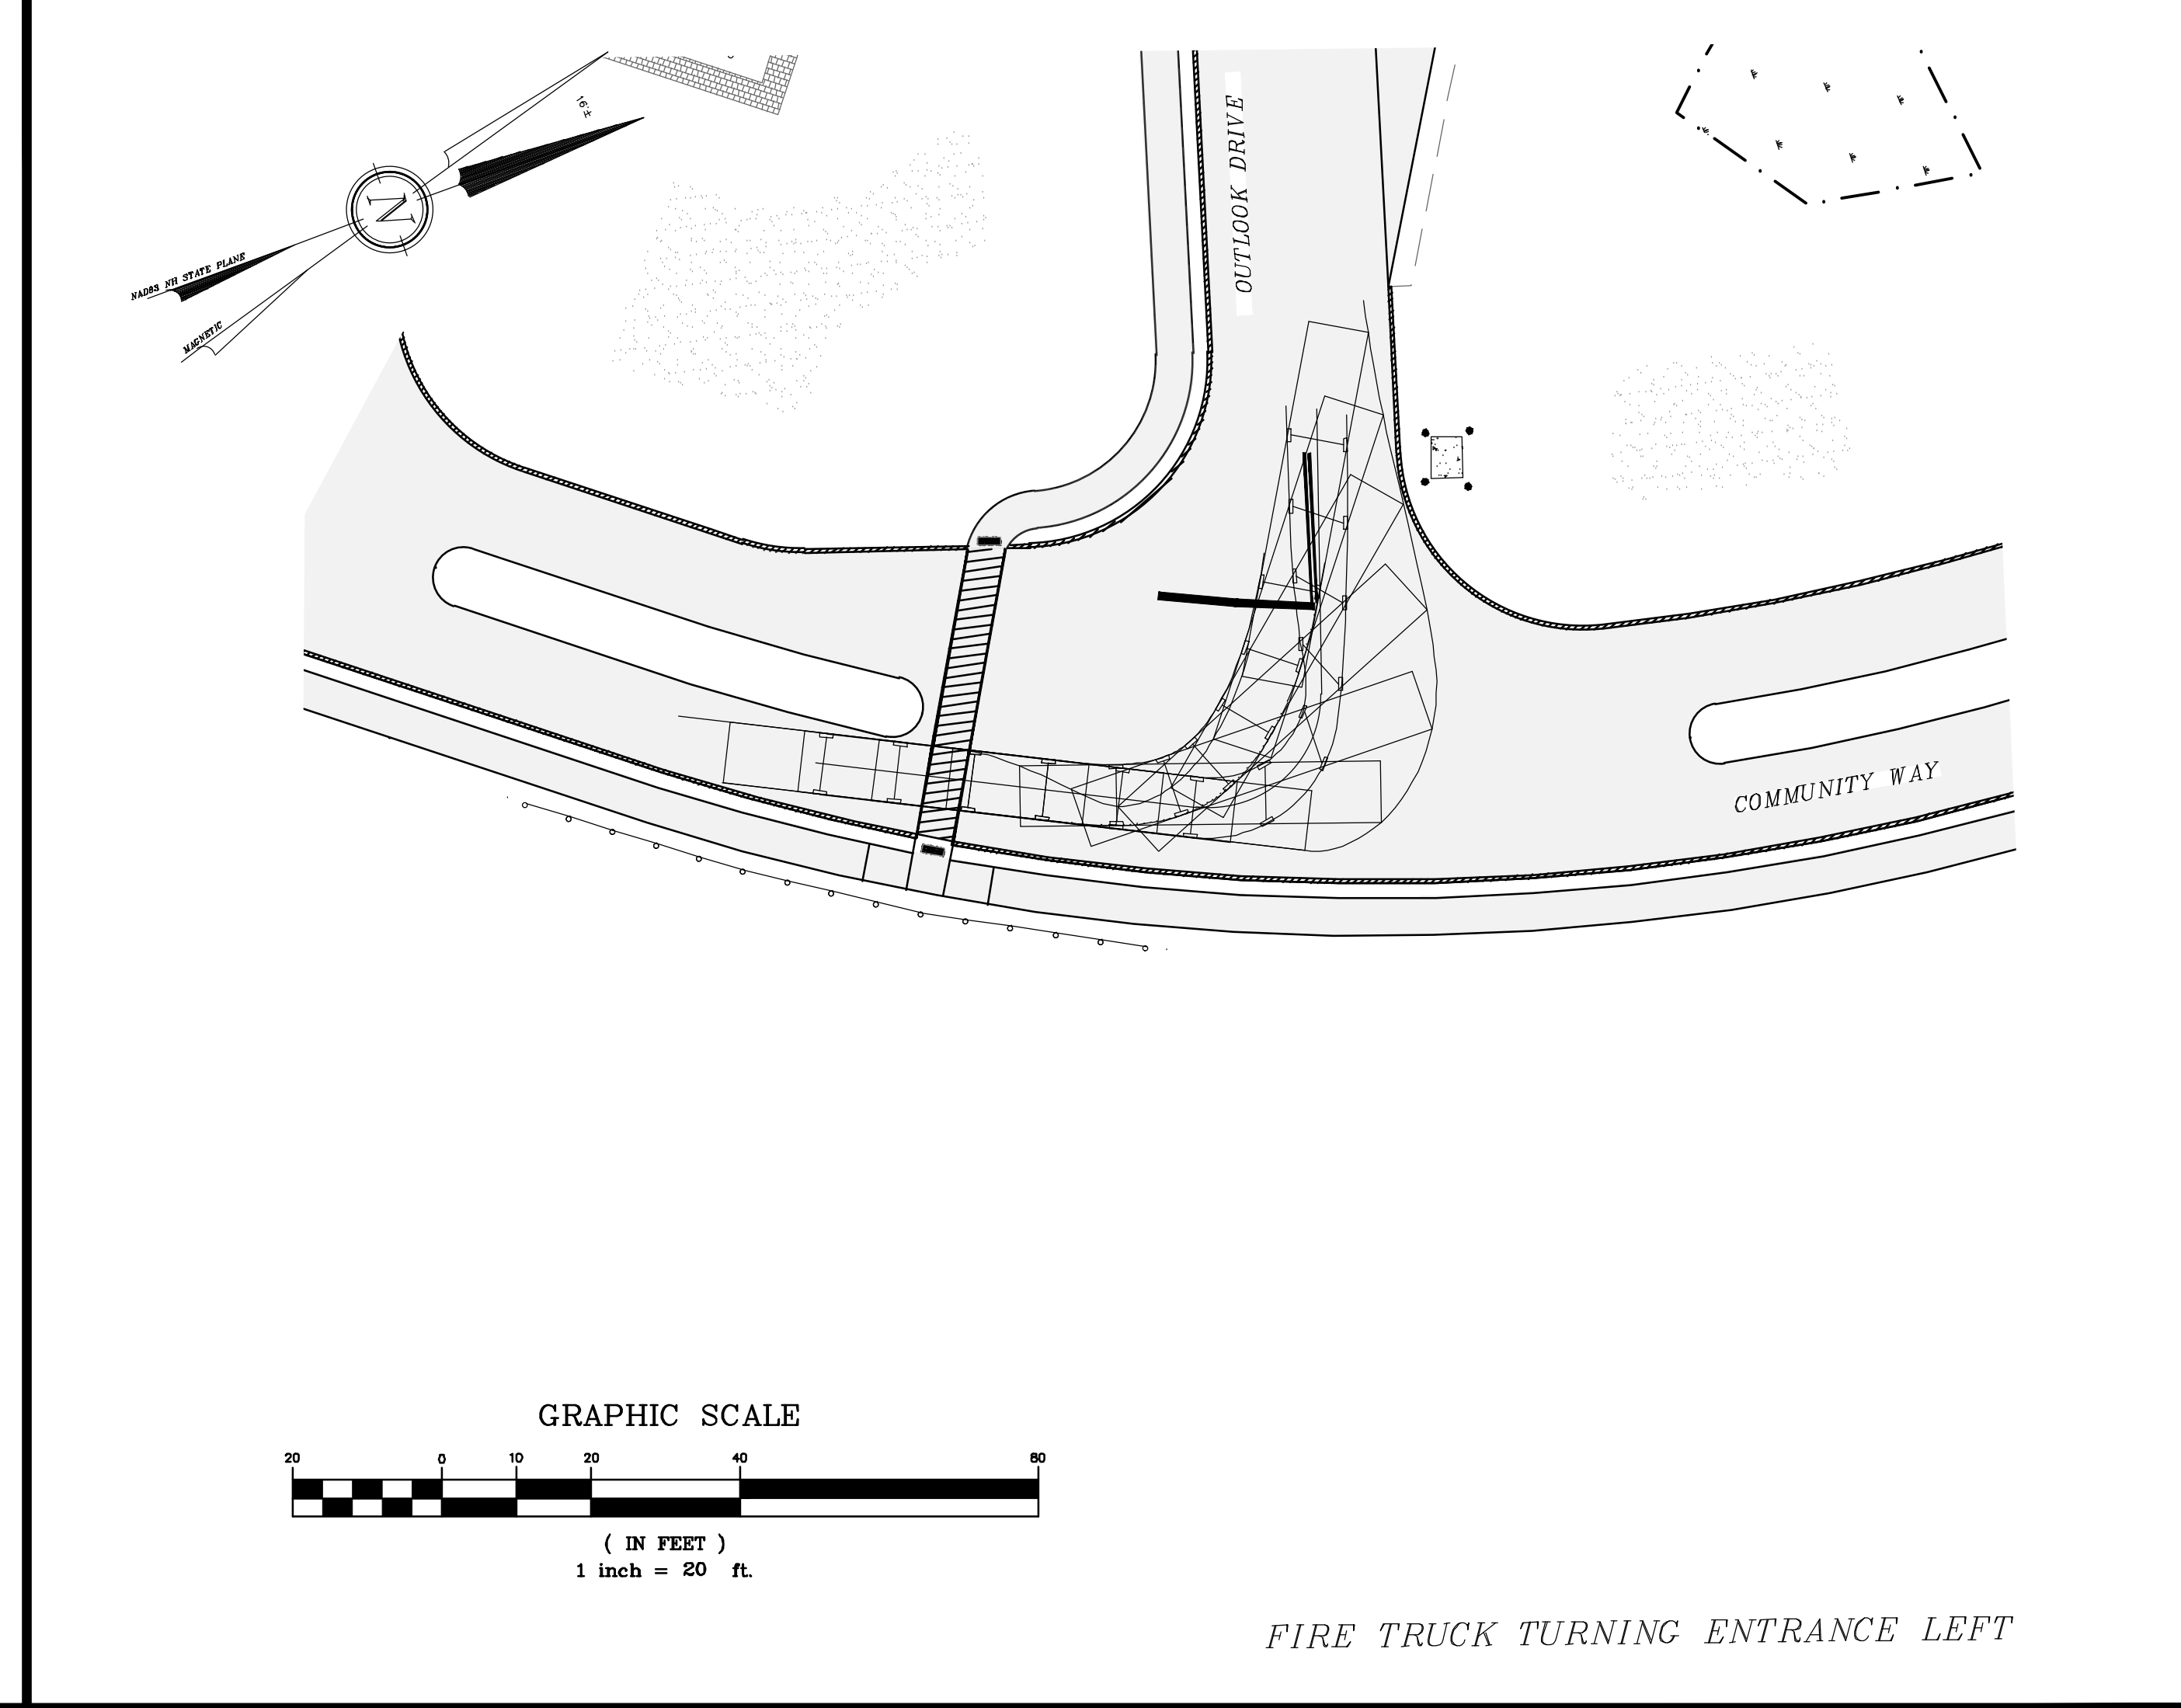 16'±
OUTLOOK DRIVE
N
NAD83 NH STATE PLANE
MAGNETIC
COMMUNITY WAY
GRAPHIC SCALE
20 0 10 20 40 80
( IN FEET )
1 inch = 20 ft.
FIRE TRUCK TURNING ENTRANCE LEFT